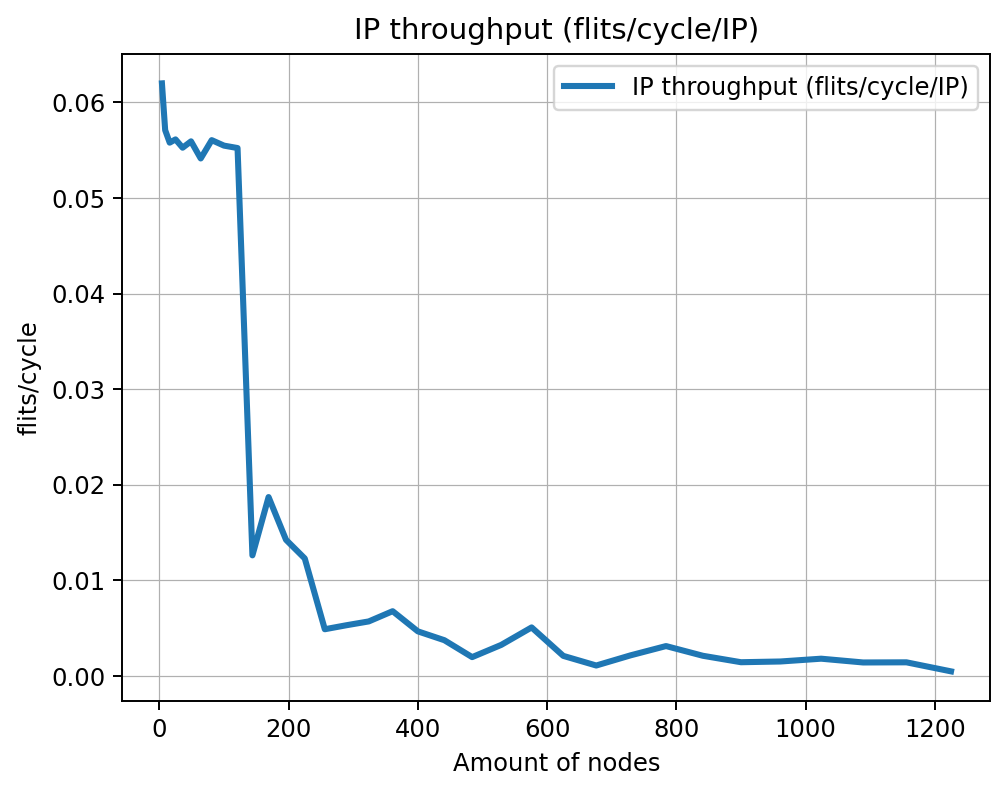 IP throughput (flits/cycle/IP)
IP throughput (flits/cycle/IP)
0.06
0.05
0.04
0.03
0.02
0.01
0.00
flits/cycle
0 200 400 600 800 1000 1200
Amount of nodes